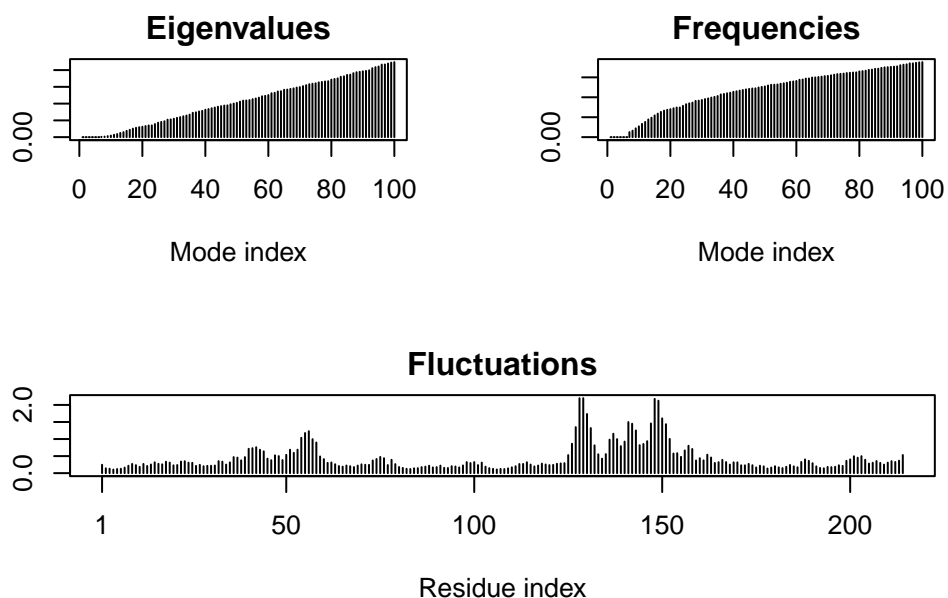 Eigenvalues
0.00
0 20 40 60 80 100
Mode index
Frequencies
0.00
0 20 40 60 80 100
Mode index
Fluctuations
2.0
0.0
1 50 100 150 200
Residue index